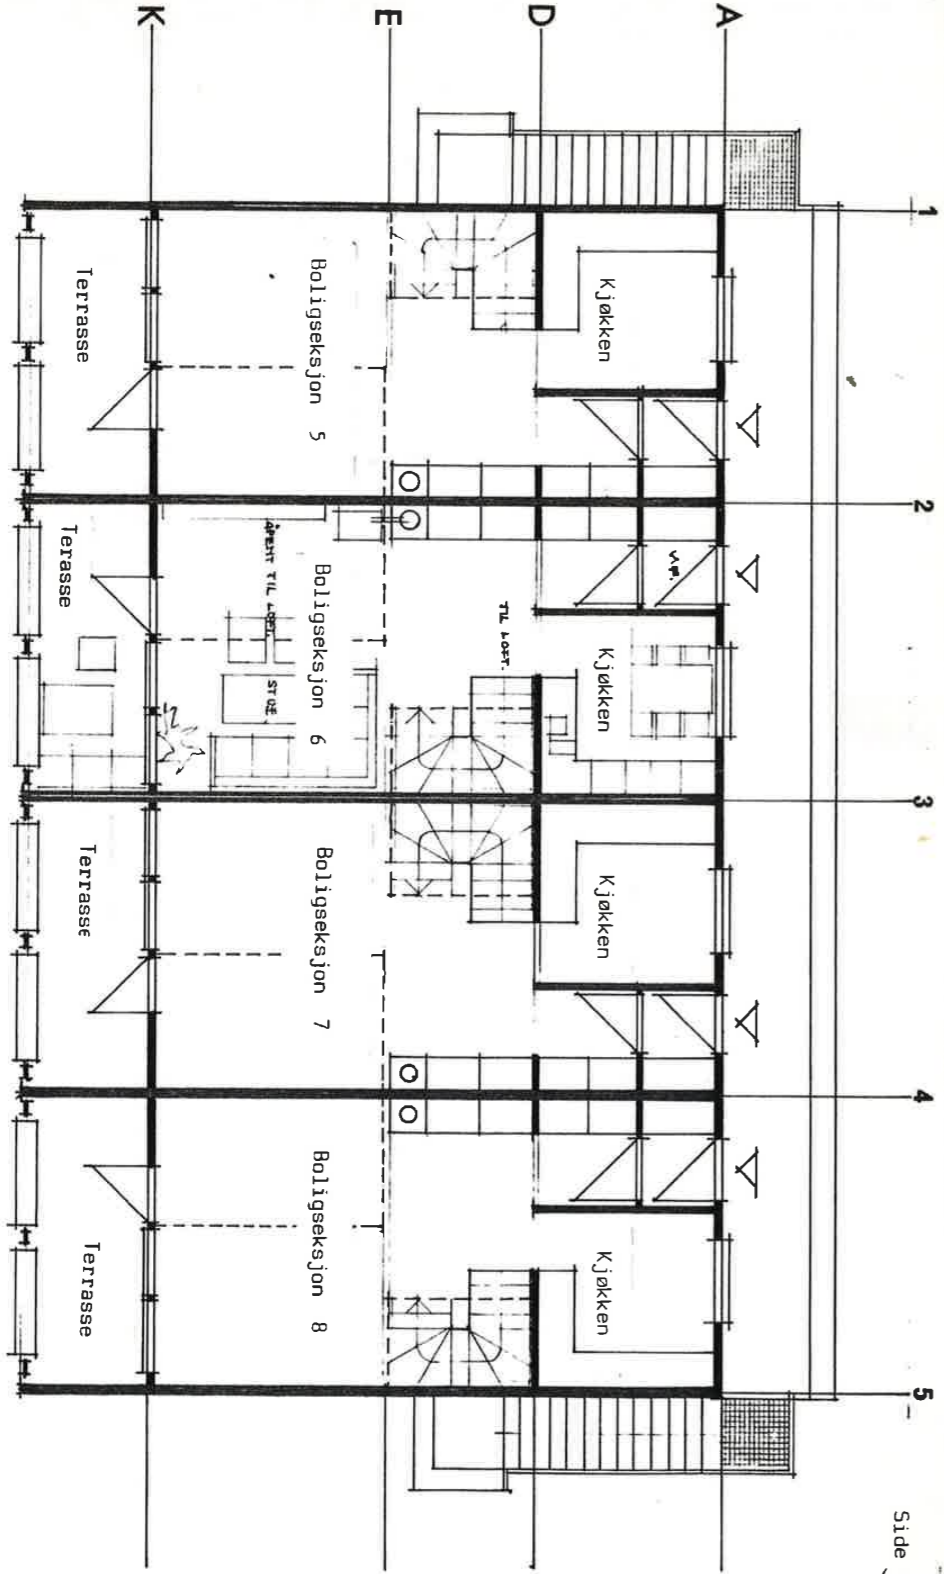 Side
1
2
3
4
5
A
D
E
K
Kjøkken
Kjøkken
Kjøkken
Kjøkken
V.F.
TIL LOFT.
Boligseksjon 5
Boligseksjon 6
Boligseksjon 7
Boligseksjon 8
ÅPENT TIL LOFT.
STUE
Terrasse
Terasse
Terrasse
Terrasse